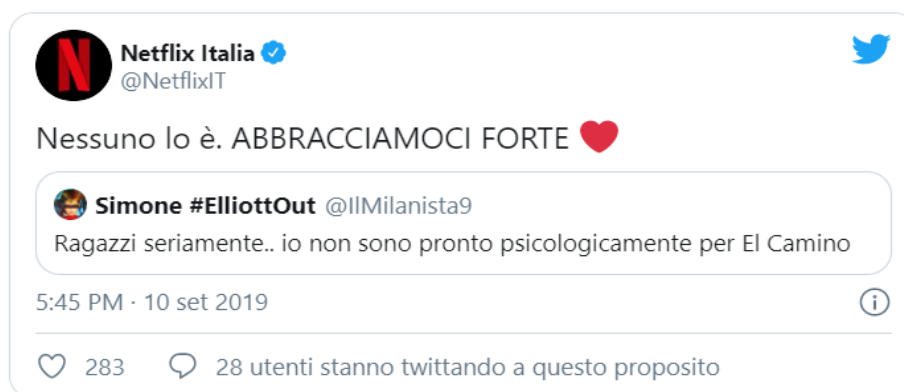 Netflix Italia
@NetflixIT
Nessuno lo è. ABBRACCIAMOCI FORTE ❤️
Simone #ElliottOut @IlMilanista9
Ragazzi seriamente.. io non sono pronto psicologicamente per El Camino
5:45 PM · 10 set 2019
283 28 utenti stanno twittando a questo proposito